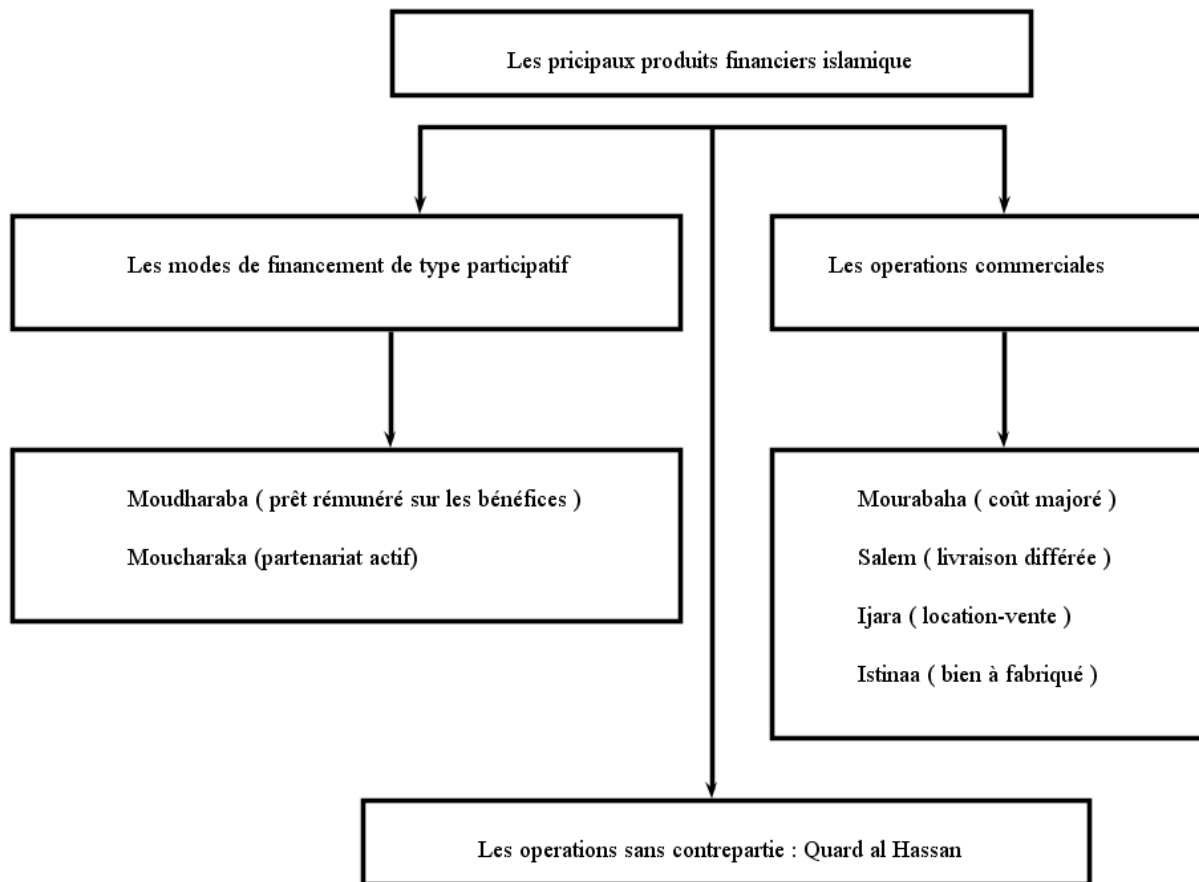 Les pricipaux produits financiers islamique
Les modes de financement de type participatif
Les operations commerciales
Moudharaba ( prêt rémunéré sur les bénéfices )
Moucharaka (partenariat actif)
Mourabaha ( coût majoré )
Salem ( livraison différée )
Ijara ( location-vente )
Istinaa ( bien à fabriqué )
Les operations sans contrepartie : Quard al Hassan